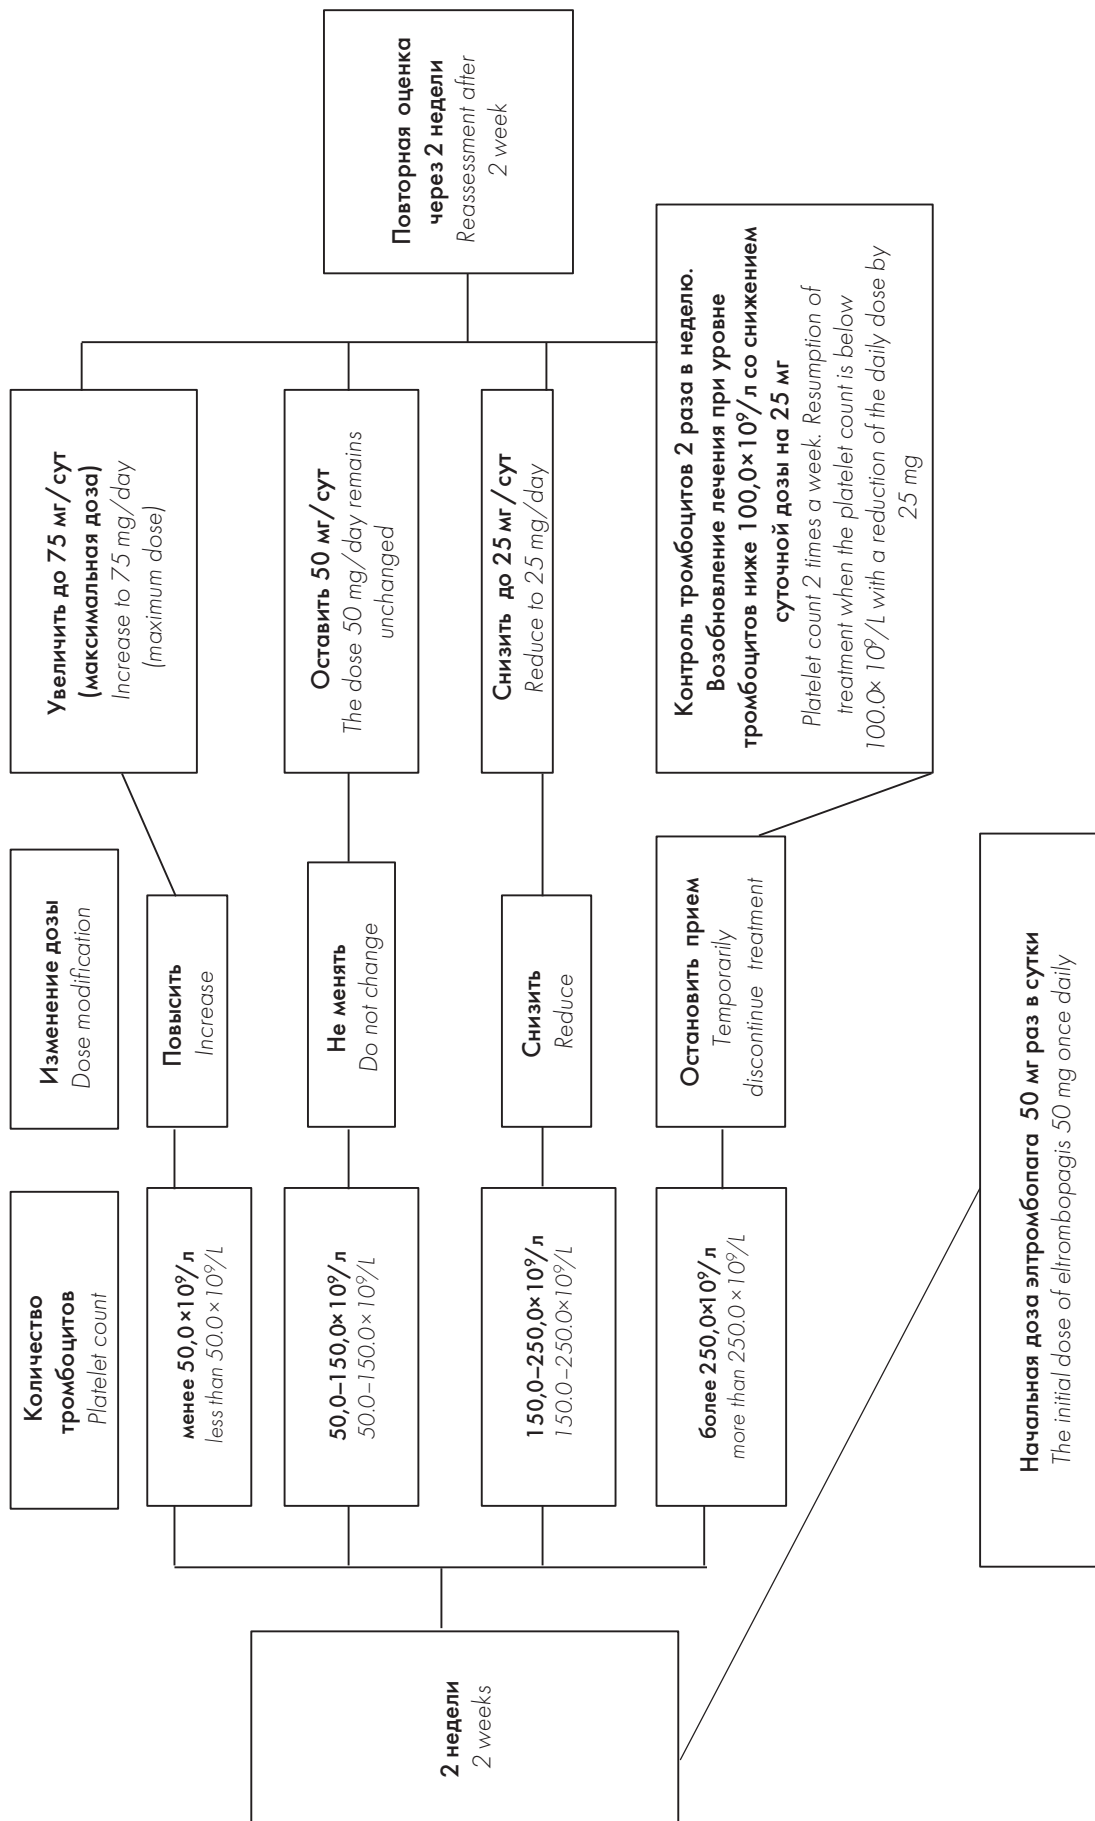 Количество
тромбоцитов
Platelet count
Изменение дозы
Dose modification
2 недели
2 weeks
менее 50,0×10⁹/л
less than 50.0×10⁹/L
Повысить
Increase
Увеличить до 75 мг/сут
(максимальная доза)
Increase to 75 mg/day
(maximum dose)
50,0–150,0×10⁹/л
50.0–150.0×10⁹/L
Не менять
Do not change
Оставить 50 мг/сут
The dose 50 mg/day remains
unchanged
150,0–250,0×10⁹/л
150.0–250.0×10⁹/L
Снизить
Reduce
Снизить до 25 мг/сут
Reduce to 25 mg/day
более 250,0×10⁹/л
more than 250.0×10⁹/L
Остановить прием
Temporarily
discontinue treatment
Контроль тромбоцитов 2 раза в неделю.
Возобновление лечения при уровне
тромбоцитов ниже 100,0×10⁹/л со снижением
суточной дозы на 25 мг
Platelet count 2 times a week. Resumption of
treatment when the platelet count is below
100.0×10⁹/L with a reduction of the daily dose by
25 mg
Повторная оценка
через 2 недели
Reassessment after
2 week
Начальная доза элтромбопага 50 мг раз в сутки
The initial dose of eltrombopagis 50 mg once daily